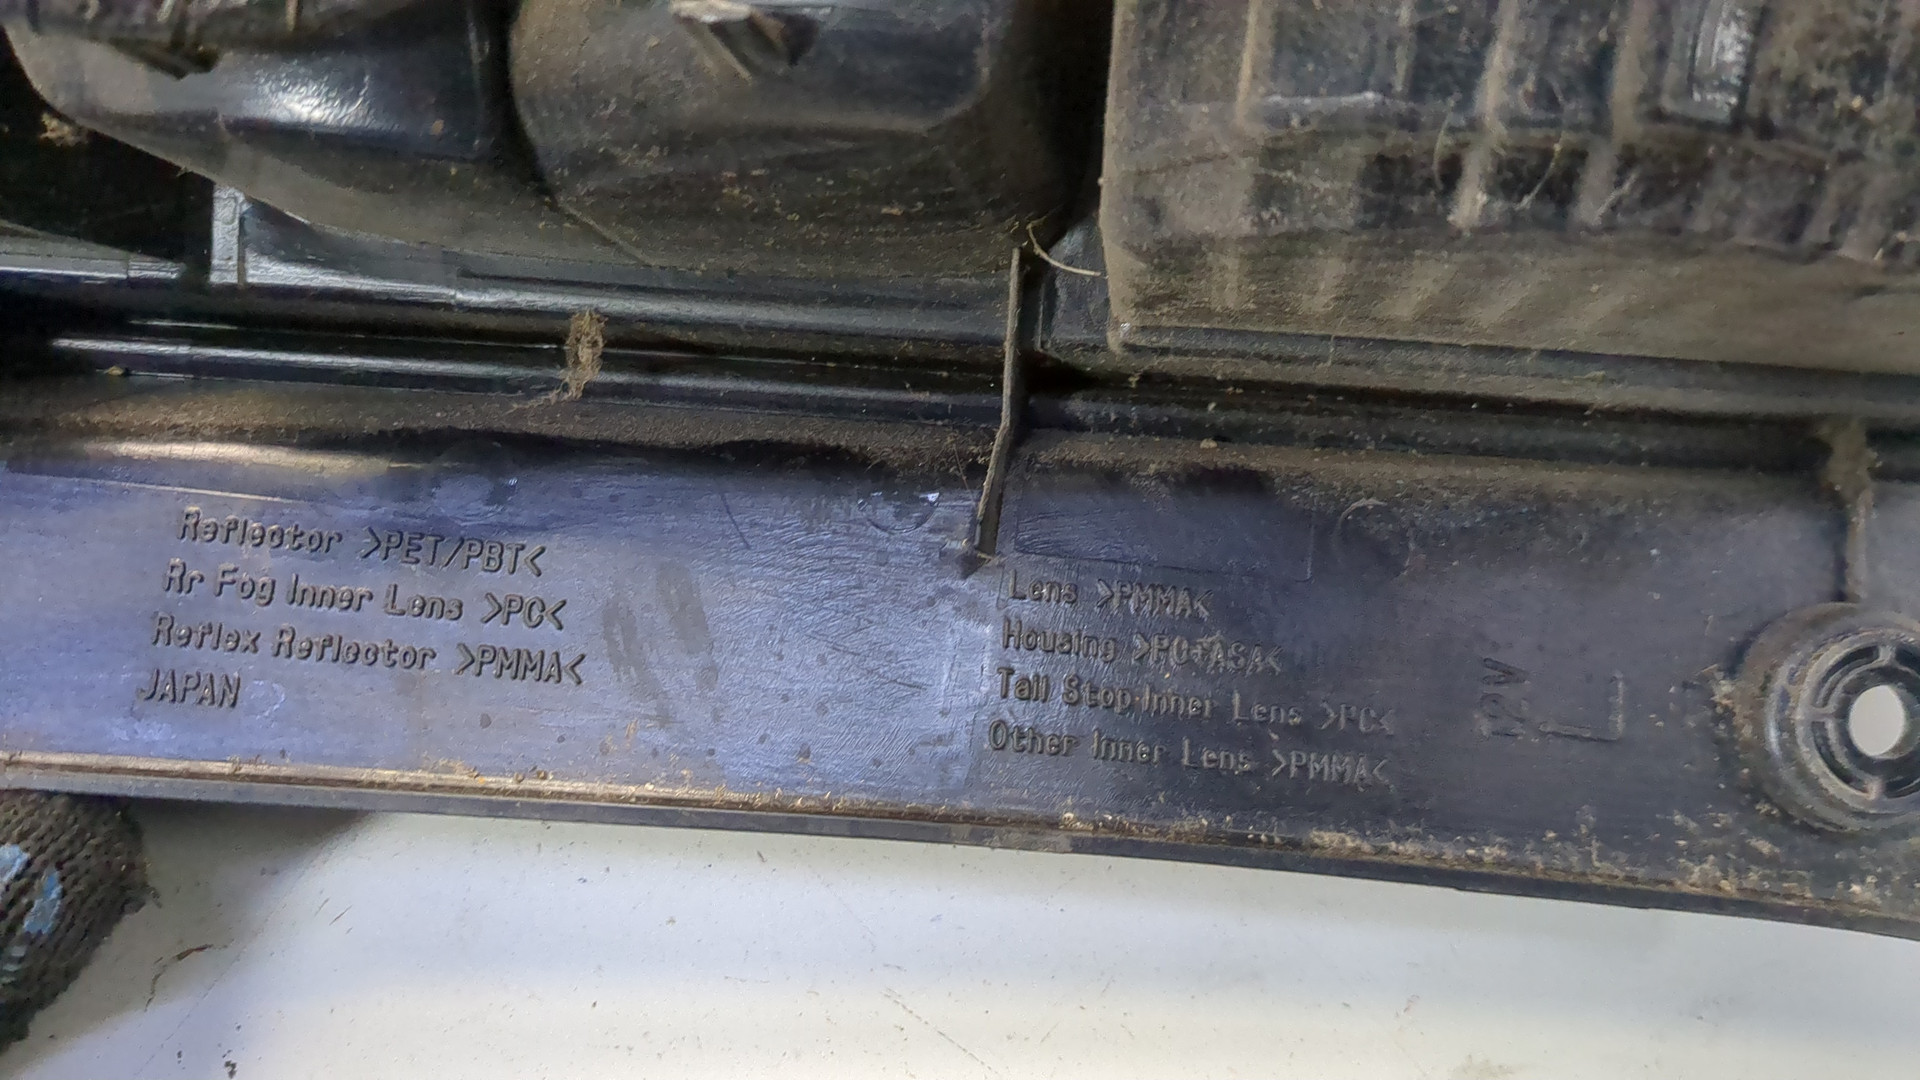 Reflector >PET/PBT<
Rr Fog Inner Lens >PC<
Reflex Reflector >PMMA<
JAPAN
Lens >PMMA<
Housing >PC+ASA<
Tail Stop Inner Lens >PC<
Other Inner Lens >PMMA<
12V
L